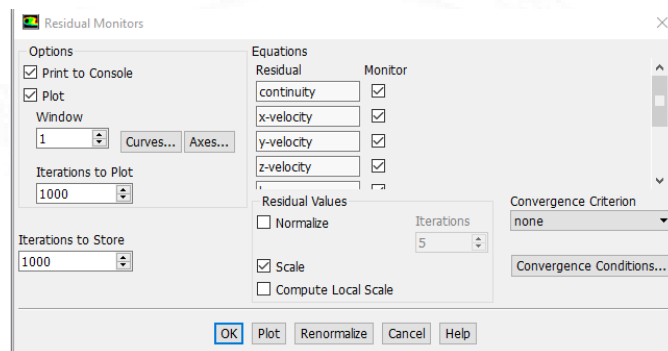 Residual Monitors
Options
Print to Console
Plot
Window
1
Curves... Axes...
Iterations to Plot
1000
Iterations to Store
1000
Equations
Residual Monitor
continuity
x-velocity
y-velocity
z-velocity
Residual Values
Normalize
Iterations
5
Scale
Compute Local Scale
Convergence Criterion
none
Convergence Conditions...
OK Plot Renormalize Cancel Help